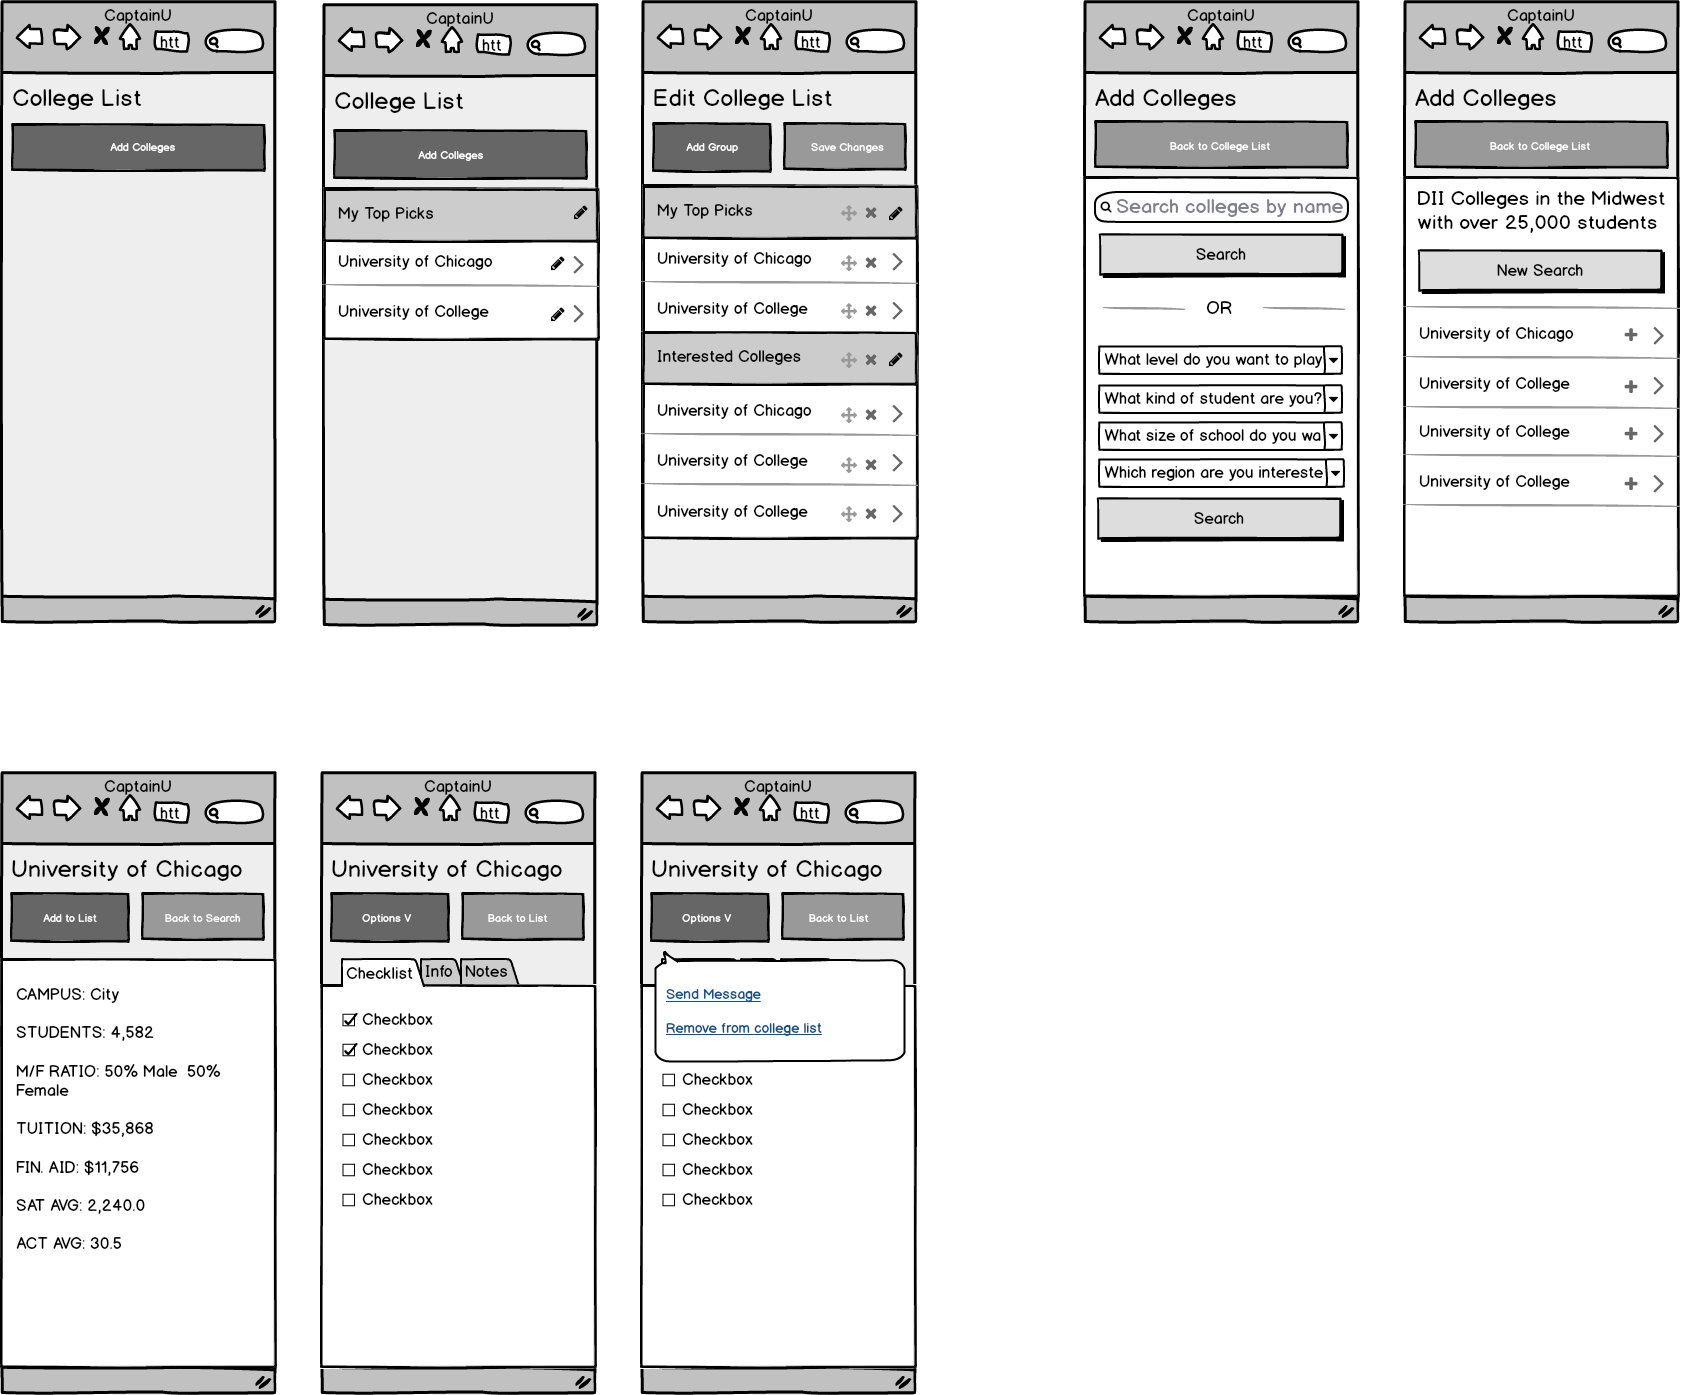 CaptainU
htt
College List
Add Colleges
CaptainU
htt
College List
Add Colleges
My Top Picks
University of Chicago
University of College
CaptainU
htt
Edit College List
Add Group
Save Changes
My Top Picks
University of Chicago
University of College
Interested Colleges
University of Chicago
University of College
University of College
CaptainU
htt
Add Colleges
Back to College List
Search colleges by name
Search
OR
What level do you want to play
What kind of student are you?
What size of school do you wa
Which region are you intereste
Search
CaptainU
htt
Add Colleges
Back to College List
DII Colleges in the Midwest
with over 25,000 students
New Search
University of Chicago
University of College
University of College
University of College
CaptainU
htt
University of Chicago
Add to List
Back to Search
CAMPUS: City
STUDENTS: 4,582
M/F RATIO: 50% Male  50%
Female
TUITION: $35,868
FIN. AID: $11,756
SAT AVG: 2,240.0
ACT AVG: 30.5
CaptainU
htt
University of Chicago
Options V
Back to List
Checklist
Info
Notes
Checkbox
Checkbox
Checkbox
Checkbox
Checkbox
Checkbox
Checkbox
CaptainU
htt
University of Chicago
Options V
Back to List
Send Message
Remove from college list
Checkbox
Checkbox
Checkbox
Checkbox
Checkbox